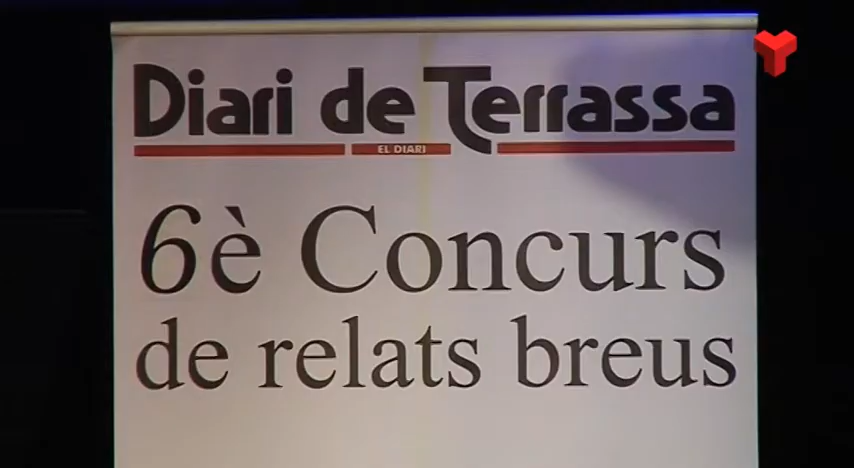 Diari de Terrassa
EL DIARI
6è Concurs
de relats breus